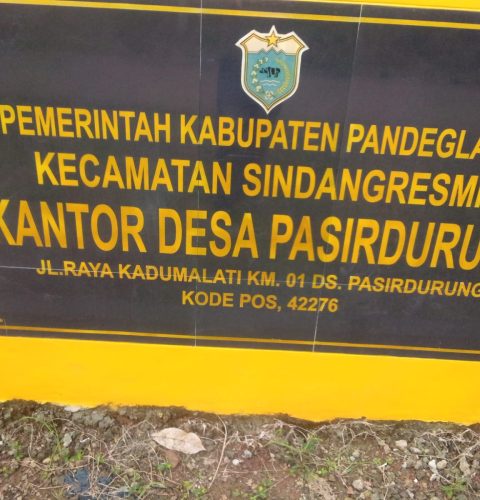 PEMERINTAH KABUPATEN PANDEGLA
KECAMATAN SINDANGRESMI
KANTOR DESA PASIRDURU
JL.RAYA KADUMALATI KM. 01 DS. PASIRDURUNG
KODE POS, 42276